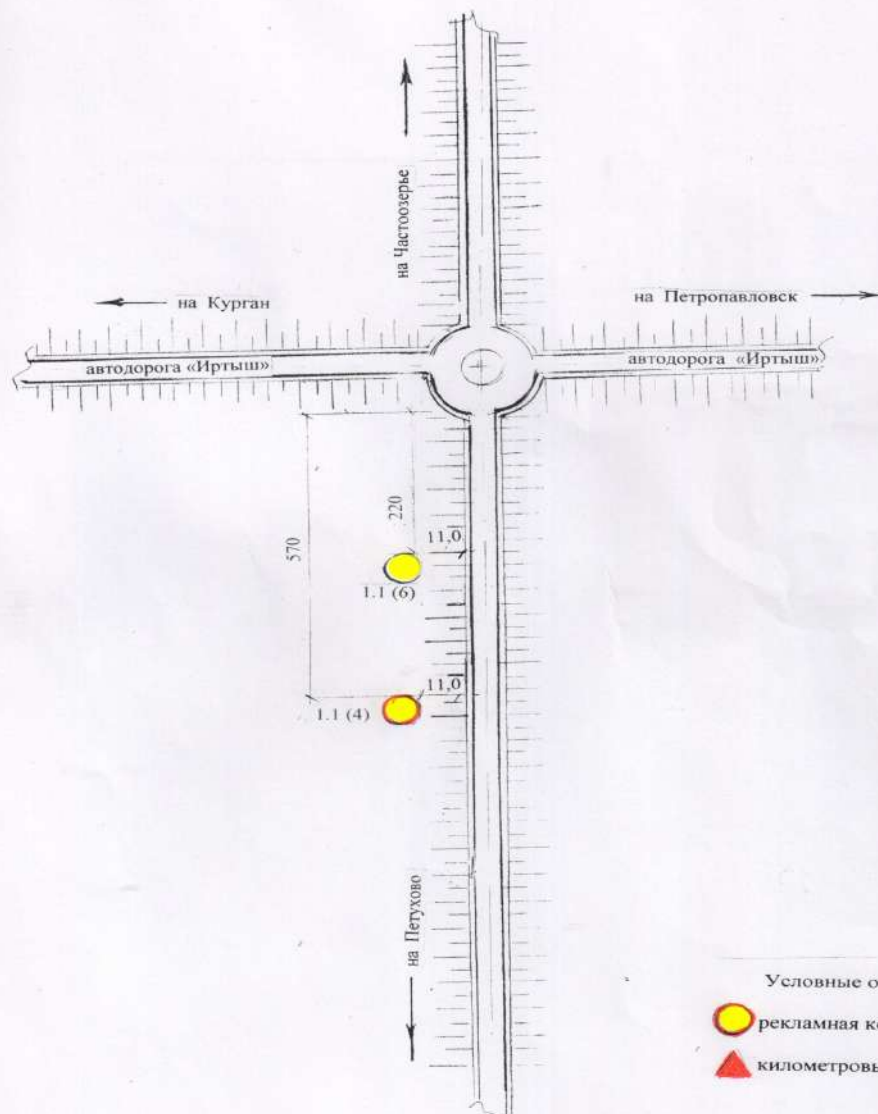 на Частоозерье
на Курган
на Петропавловск
автодорога «Иртыш»
автодорога «Иртыш»
570
220
11,0
1.1 (6)
11,0
1.1 (4)
на Петухово
Условные о
рекламная к
километровы